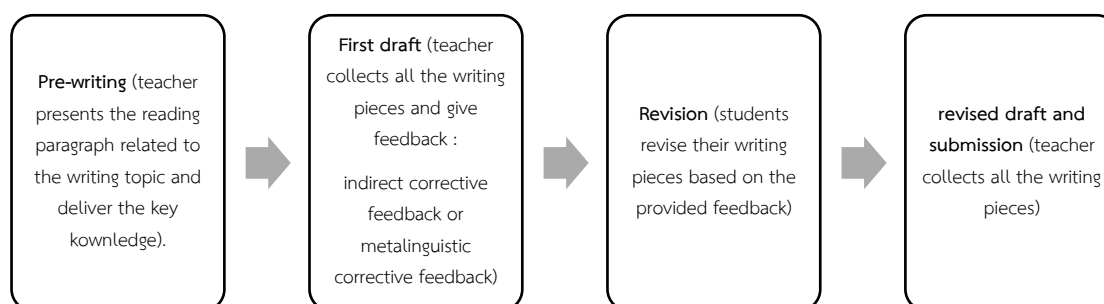 Pre-writing (teacher
presents the reading
paragraph related to
the writing topic and
deliver the key
kownledge).
First draft (teacher
collects all the writing
pieces and give
feedback :
indirect corrective
feedback or
metalinguistic
corrective feedback)
Revision (students
revise their writing
pieces based on the
provided feedback)
revised draft and
submission (teacher
collects all the writing
pieces)